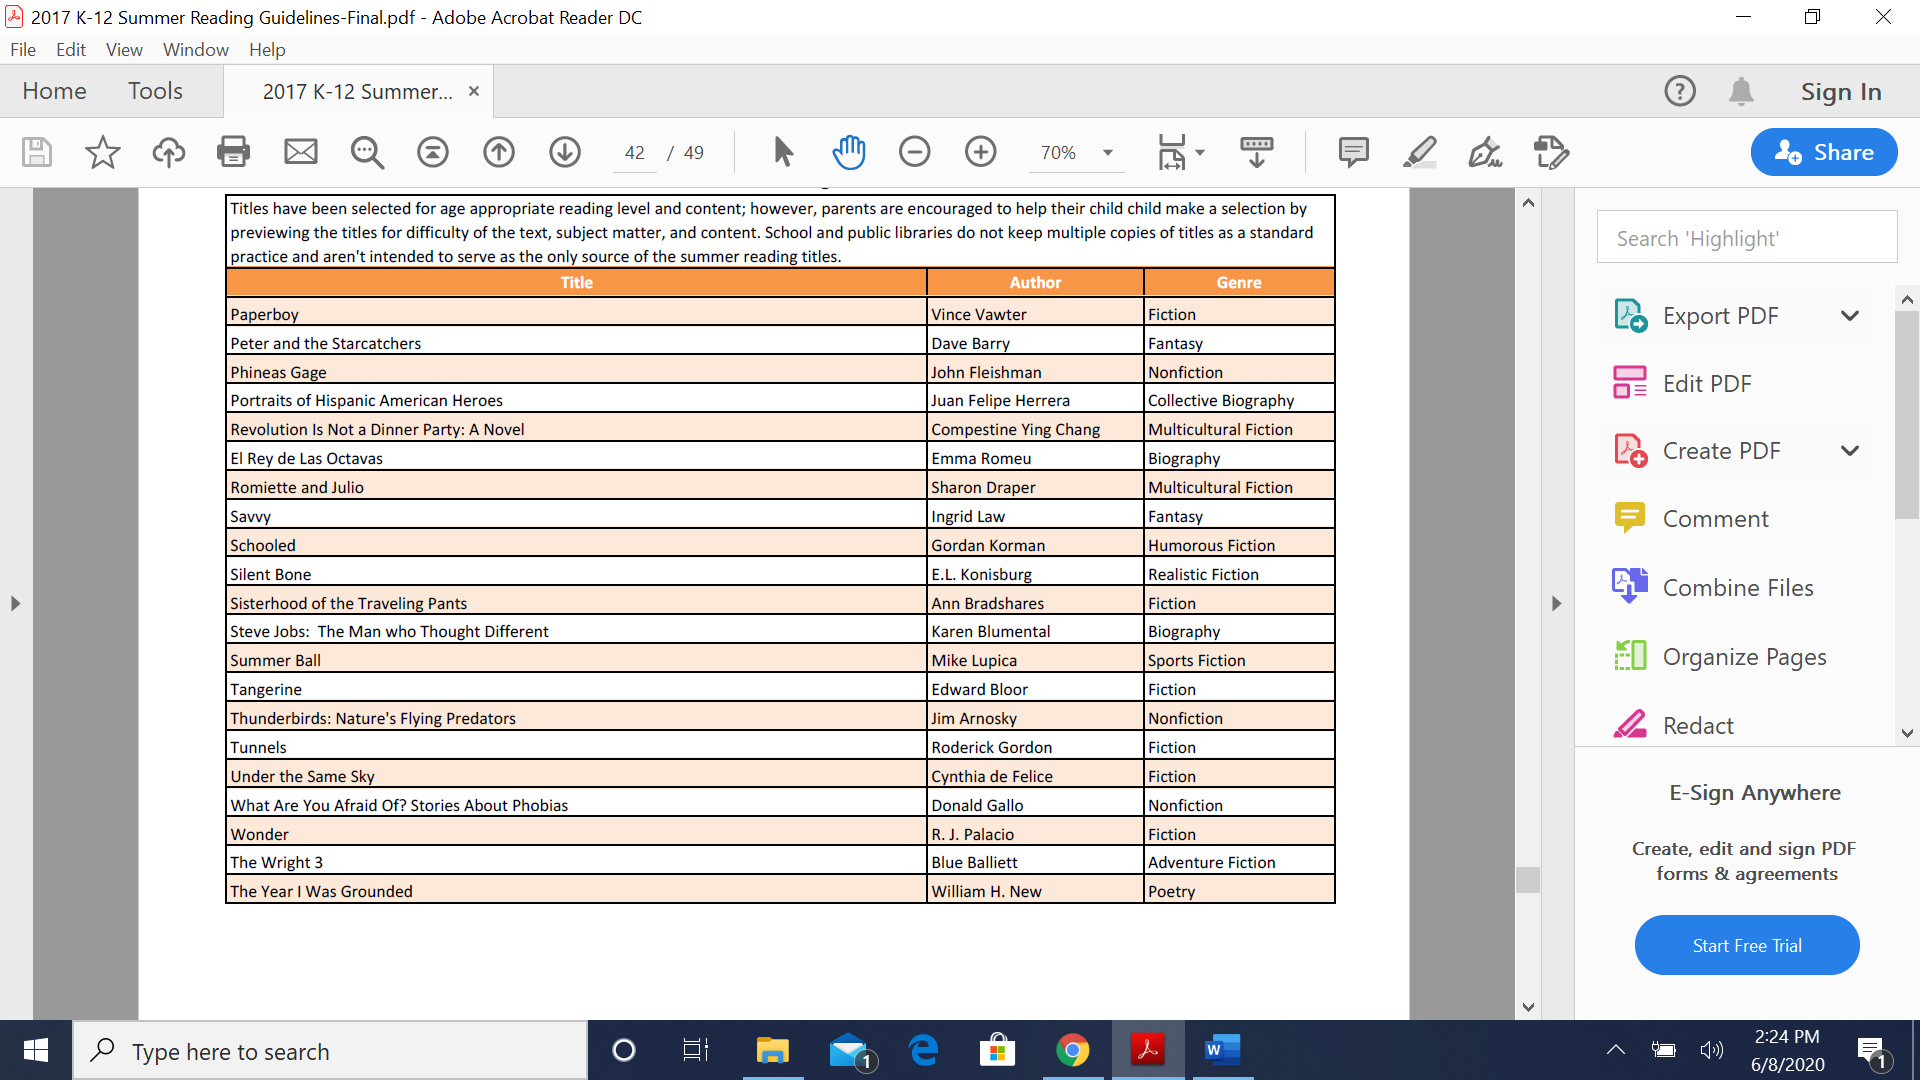 2017 K-12 Summer Reading Guidelines-Final.pdf - Adobe Acrobat Reader DC
File Edit View Window Help
Home Tools 2017 K-12 Summer... × Sign In
42 / 49 70% Share
Titles have been selected for age appropriate reading level and content; however, parents are encouraged to help their child child make a selection by
previewing the titles for difficulty of the text, subject matter, and content. School and public libraries do not keep multiple copies of titles as a standard
practice and aren't intended to serve as the only source of the summer reading titles.
Title Author Genre
Paperboy Vince Vawter Fiction
Peter and the Starcatchers Dave Barry Fantasy
Phineas Gage John Fleishman Nonfiction
Portraits of Hispanic American Heroes Juan Felipe Herrera Collective Biography
Revolution Is Not a Dinner Party: A Novel Compestine Ying Chang Multicultural Fiction
El Rey de Las Octavas Emma Romeu Biography
Romiette and Julio Sharon Draper Multicultural Fiction
Savvy Ingrid Law Fantasy
Schooled Gordan Korman Humorous Fiction
Silent Bone E.L. Konisburg Realistic Fiction
Sisterhood of the Traveling Pants Ann Bradshares Fiction
Steve Jobs:  The Man who Thought Different Karen Blumental Biography
Summer Ball Mike Lupica Sports Fiction
Tangerine Edward Bloor Fiction
Thunderbirds: Nature's Flying Predators Jim Arnosky Nonfiction
Tunnels Roderick Gordon Fiction
Under the Same Sky Cynthia de Felice Fiction
What Are You Afraid Of? Stories About Phobias Donald Gallo Nonfiction
Wonder R. J. Palacio Fiction
The Wright 3 Blue Balliett Adventure Fiction
The Year I Was Grounded William H. New Poetry
Search 'Highlight'
Export PDF
Edit PDF
Create PDF
Comment
Combine Files
Organize Pages
Redact
E-Sign Anywhere
Create, edit and sign PDF
forms & agreements
Start Free Trial
Type here to search
1
2:24 PM
6/8/2020
1